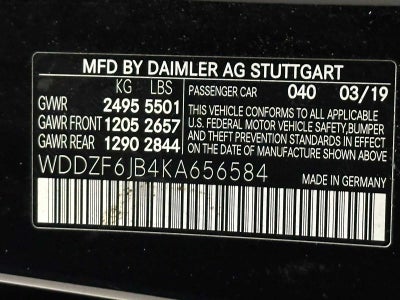 MFD BY DAIMLER AG STUTTGART
KG LBS PASSENGER CAR 040 03/19
GVWR 2495 5501 THIS VEHICLE CONFORMS TO ALL APPLICABLE
GAWR FRONT 1205 2657 U.S. FEDERAL MOTOR VEHICLE SAFETY, BUMPER
GAWR REAR 1290 2844 AND THEFT PREVENTION STANDARDS IN EFFECT
ON THE DATE OF MANUFACTURE SHOWN ABOVE.
WDDZF6JB4KA656584 MADE IN GERMANY